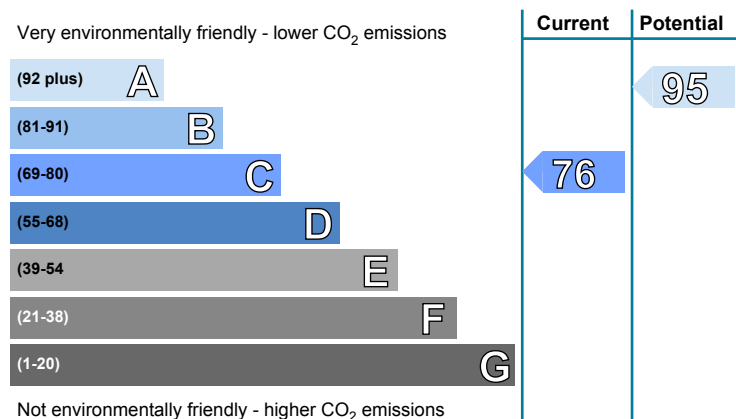 Current Potential
Very environmentally friendly - lower CO₂ emissions
(92 plus) A 95
(81-91) B
(69-80) C 76
(55-68) D
(39-54 E
(21-38) F
(1-20) G
Not environmentally friendly - higher CO₂ emissions